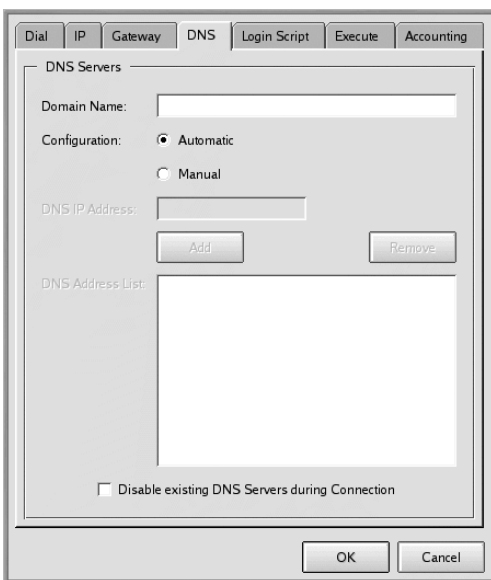 Dial IP Gateway DNS Login Script Execute Accounting
DNS Servers
Domain Name:
Configuration: Automatic
Manual
DNS IP Address:
Add Remove
DNS Address List:
Disable existing DNS Servers during Connection
OK Cancel